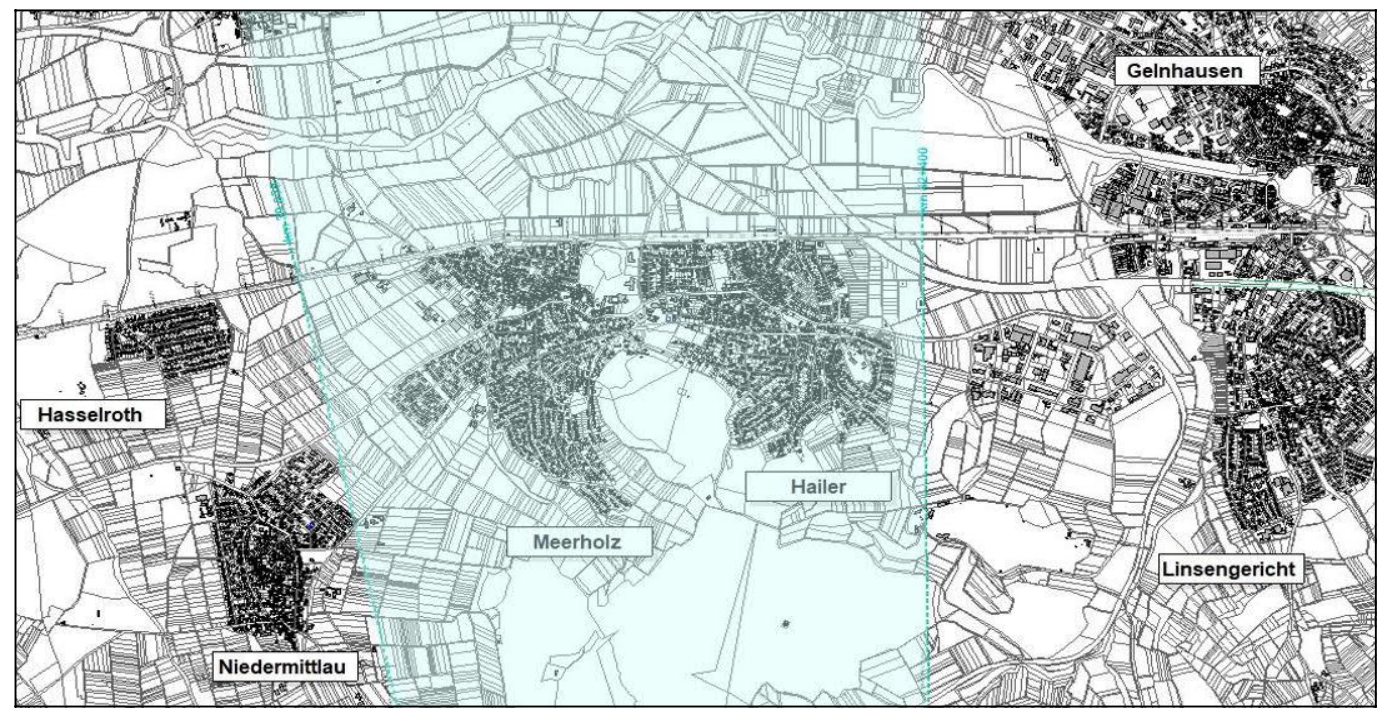 Gelnhausen
Hasselroth
Hailer
Meerholz
Linsengericht
Niedermittlau